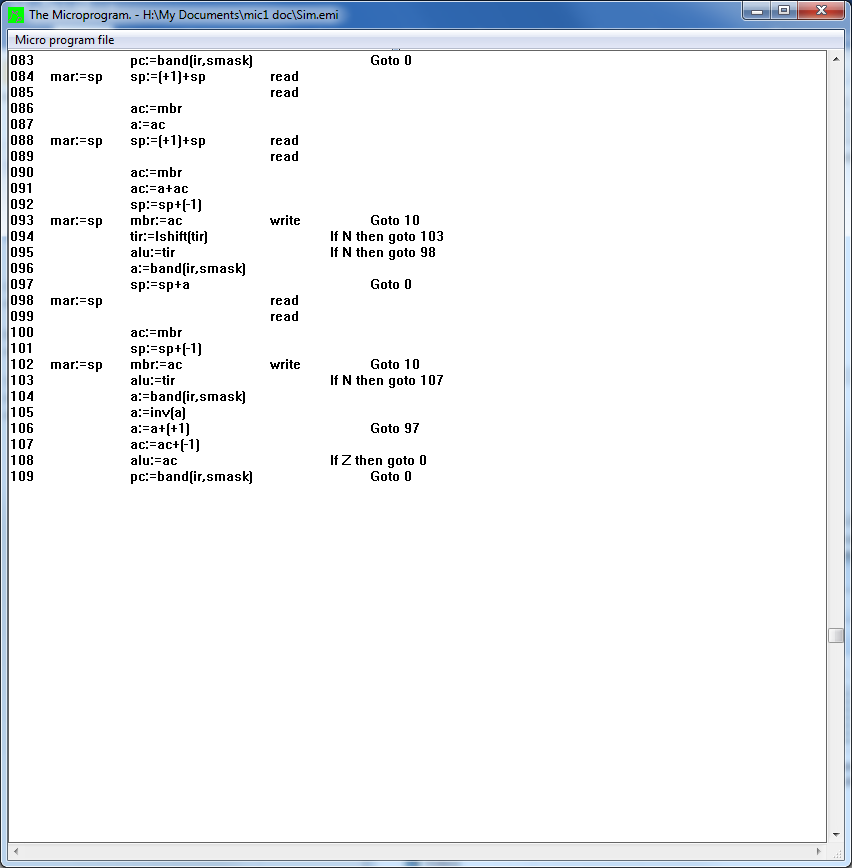 The Microprogram. - H:\My Documents\mic1 doc\Sim.emi
Micro program file
083 pc:=band(ir,smask) Goto 0
084 mar:=sp sp:=(+1)+sp read
085 read
086 ac:=mbr
087 a:=ac
088 mar:=sp sp:=(+1)+sp read
089 read
090 ac:=mbr
091 ac:=a+ac
092 sp:=sp+(-1)
093 mar:=sp mbr:=ac write Goto 10
094 tir:=lshift(tir) If N then goto 103
095 alu:=tir If N then goto 98
096 a:=band(ir,smask)
097 sp:=sp+a Goto 0
098 mar:=sp read
099 read
100 ac:=mbr
101 sp:=sp+(-1)
102 mar:=sp mbr:=ac write Goto 10
103 alu:=tir If N then goto 107
104 a:=band(ir,smask)
105 a:=inv(a)
106 a:=a+(+1) Goto 97
107 ac:=ac+(-1)
108 alu:=ac If Z then goto 0
109 pc:=band(ir,smask) Goto 0